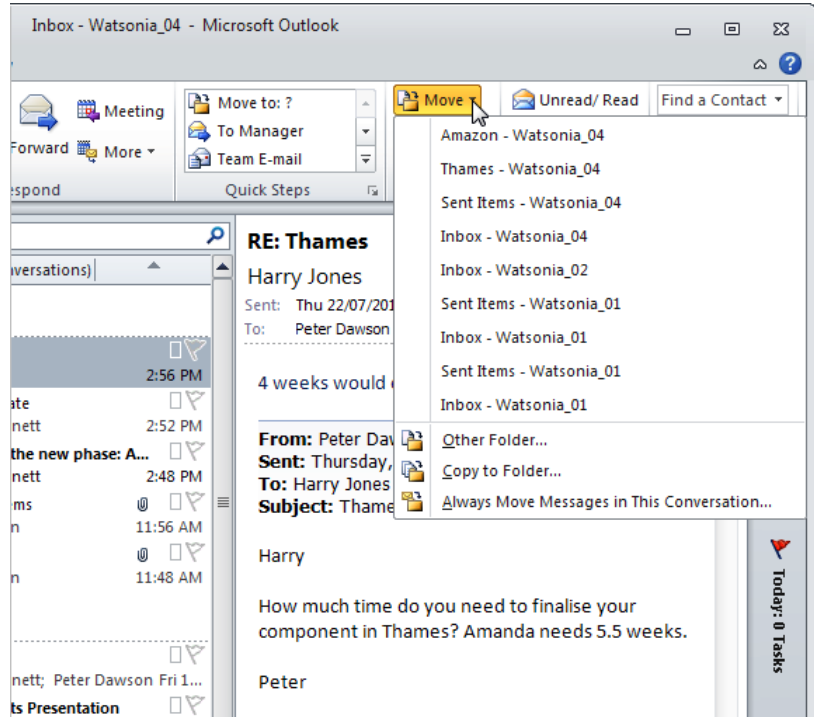 Inbox - Watsonia_04 - Microsoft Outlook
Meeting
Forward
More
Respond
Move to: ?
To Manager
Team E-mail
Quick Steps
Move
Unread/ Read
Find a Contact
Amazon - Watsonia_04
Thames - Watsonia_04
Sent Items - Watsonia_04
Inbox - Watsonia_04
Inbox - Watsonia_02
Sent Items - Watsonia_01
Inbox - Watsonia_01
Sent Items - Watsonia_01
Inbox - Watsonia_01
Other Folder...
Copy to Folder...
Always Move Messages in This Conversation...
versations)
2:56 PM
ate
nett 2:52 PM
the new phase: A...
nett 2:48 PM
ms
n 11:56 AM
n 11:48 AM
nett; Peter Dawson Fri 1...
ts Presentation
RE: Thames
Harry Jones
Sent: Thu 22/07/201
To: Peter Dawson
4 weeks would
From: Peter Daw
Sent: Thursday,
To: Harry Jones
Subject: Thame
Harry
How much time do you need to finalise your
component in Thames? Amanda needs 5.5 weeks.
Peter
Today: 0 Tasks